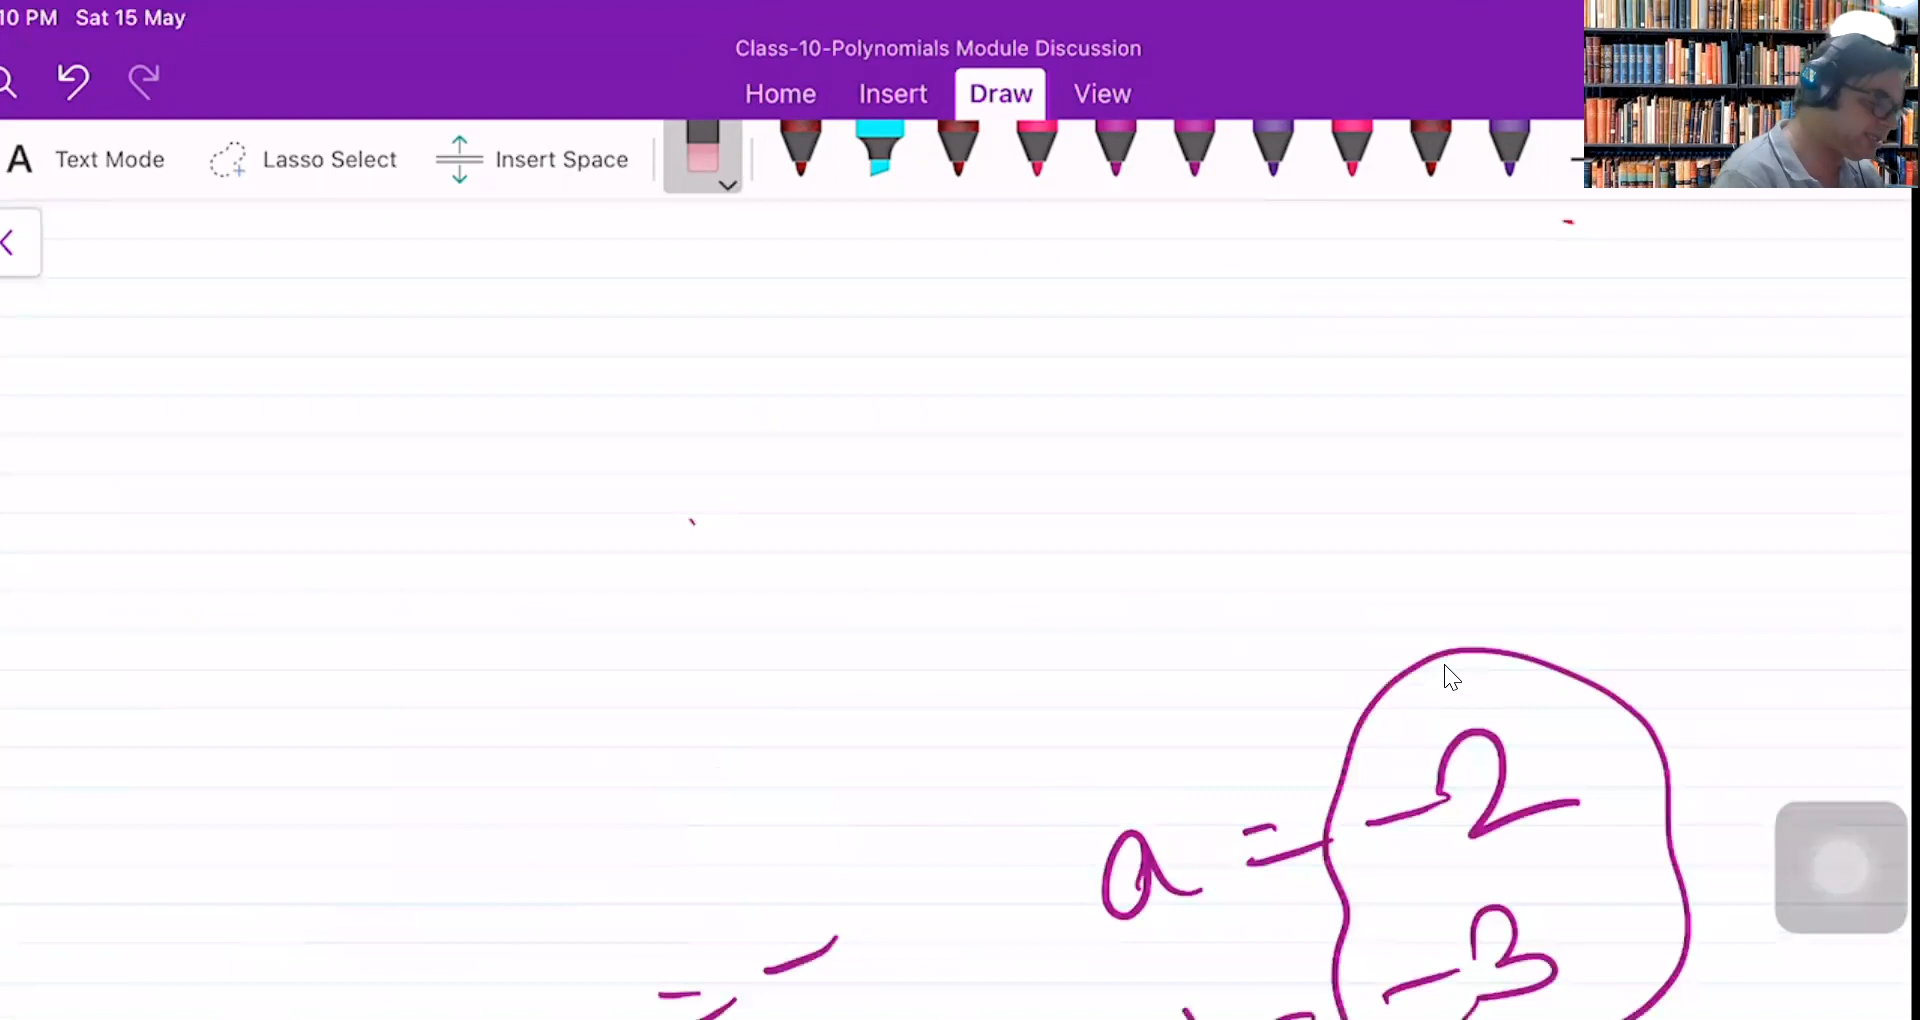 10 PM Sat 15 May
Class-10-Polynomials Module Discussion
Home Insert Draw View
A Text Mode Lasso Select Insert Space
a = -2
-3